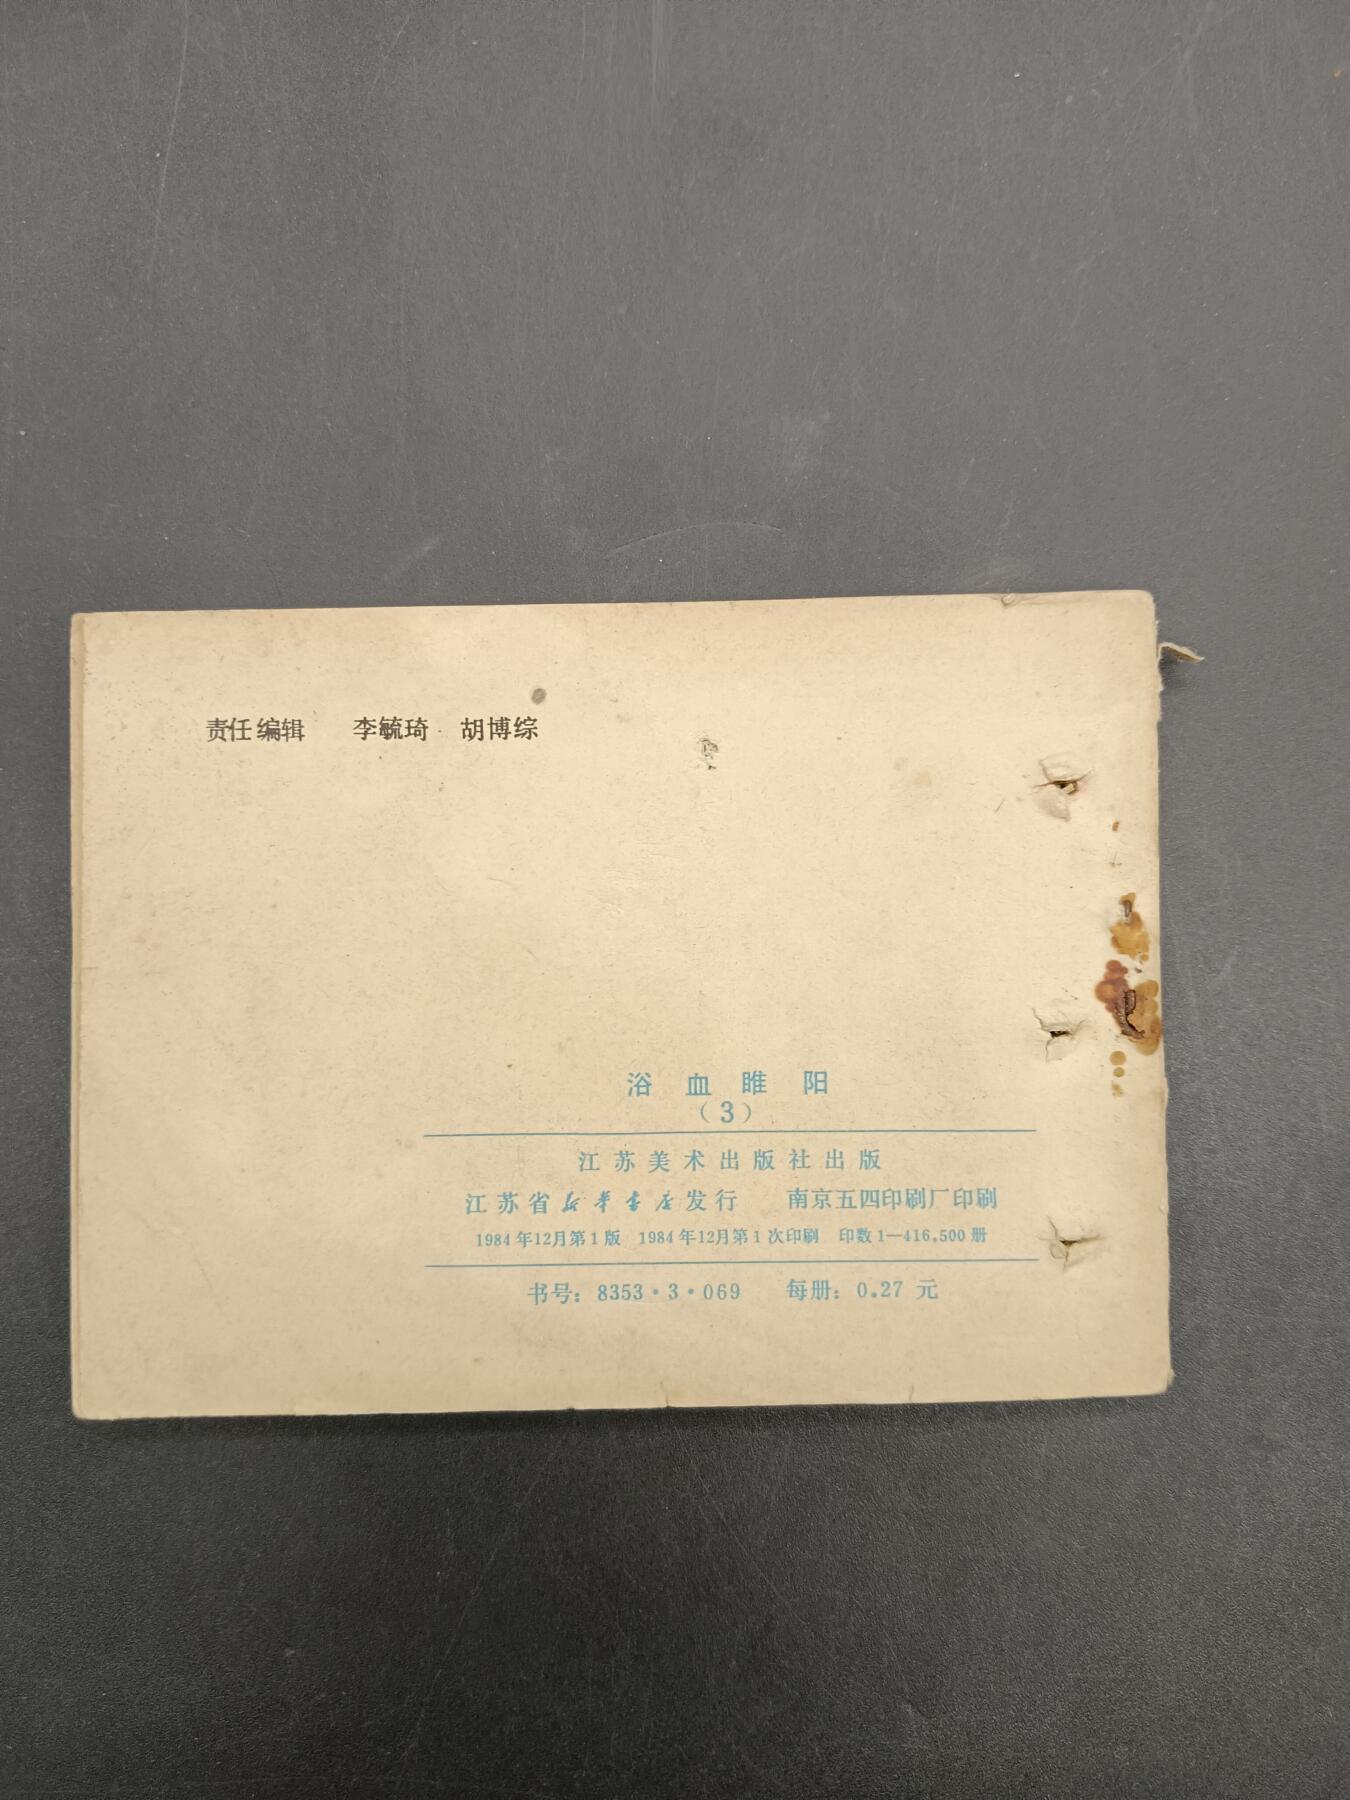 责任编辑 李毓琦 胡博综
浴血睢阳
（3）
江苏美术出版社出版
江苏省新华书店发行 南京五四印刷厂印刷
1984年12月第1版 1984年12月第1次印刷 印数1—416,500册
书号：8353·3·069 每册：0.27元